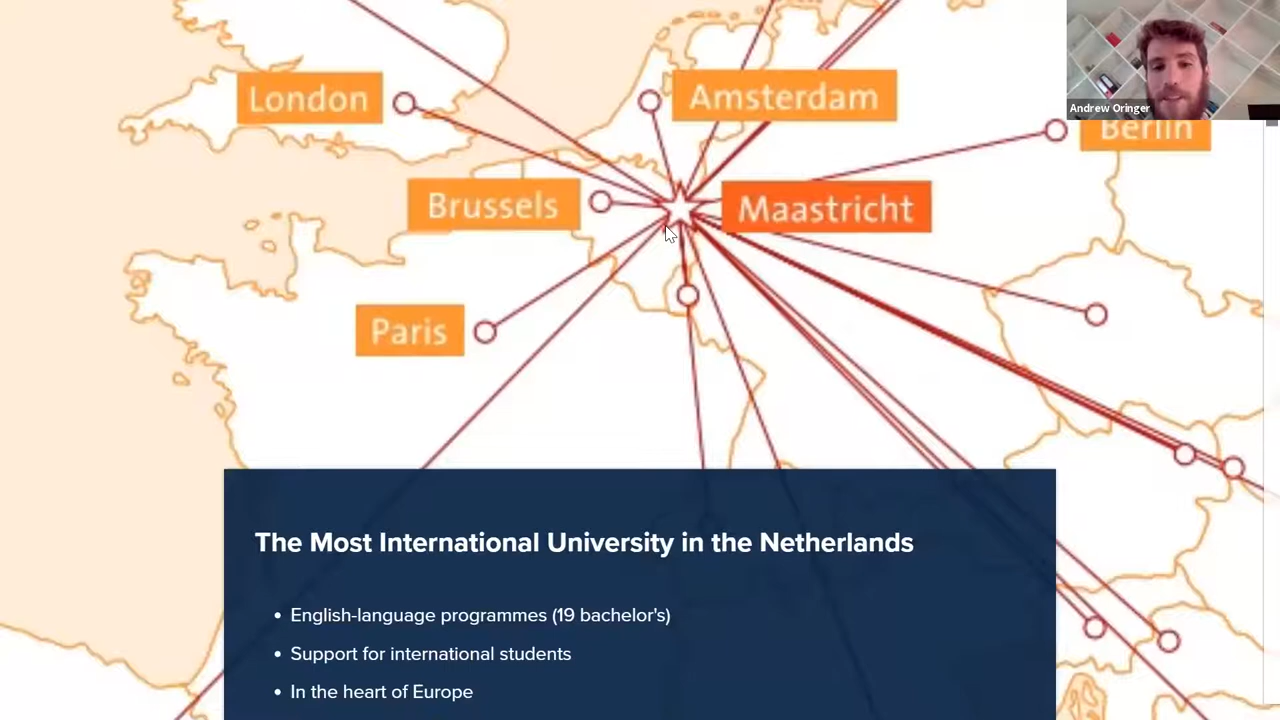 London
Amsterdam
Andrew Oringer
Berlin
Brussels
Maastricht
Paris
The Most International University in the Netherlands
• English-language programmes (19 bachelor's)
• Support for international students
• In the heart of Europe